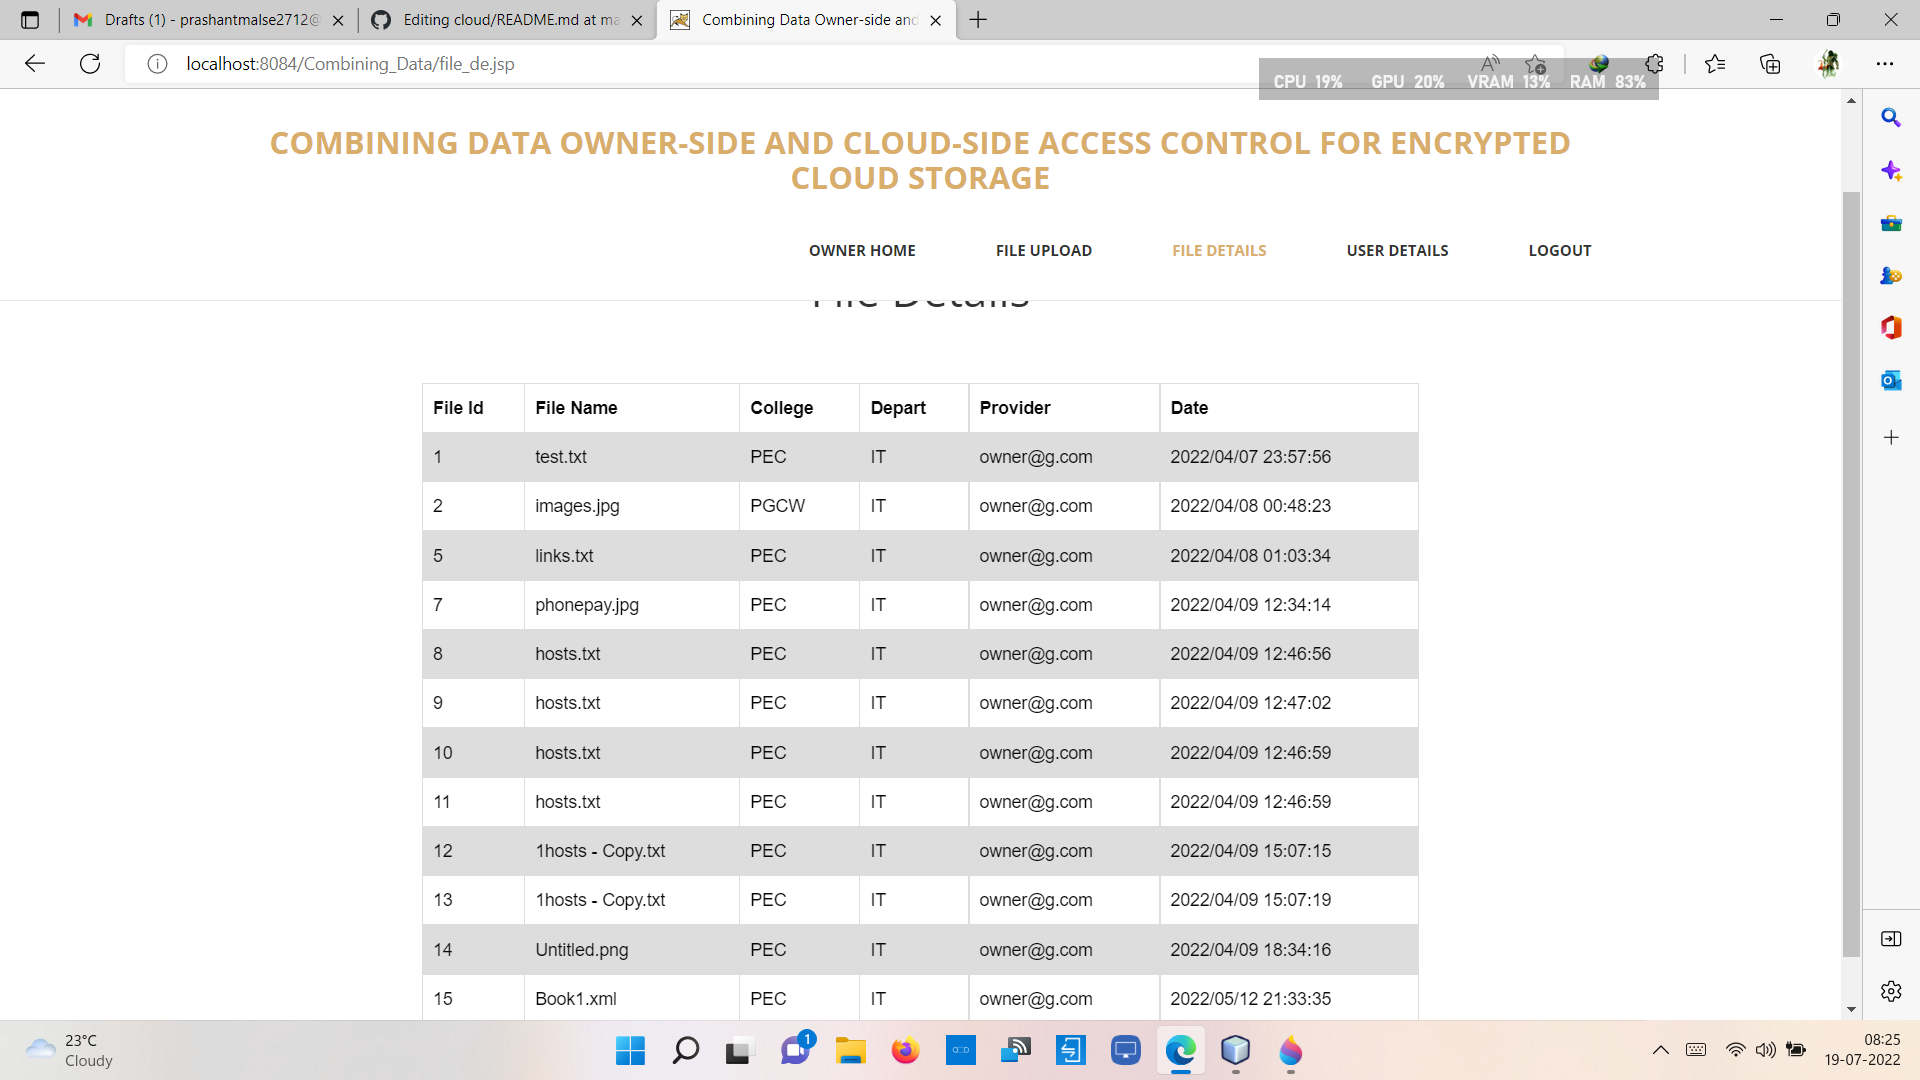 Drafts (1) - prashantmalse2712@
Editing cloud/README.md at ma
Combining Data Owner-side and
localhost:8084/Combining_Data/file_de.jsp
CPU 19% GPU 20% VRAM 13% RAM 83%
COMBINING DATA OWNER-SIDE AND CLOUD-SIDE ACCESS CONTROL FOR ENCRYPTED
CLOUD STORAGE
OWNER HOME FILE UPLOAD FILE DETAILS USER DETAILS LOGOUT
File Details
File Id File Name College Depart Provider Date
1 test.txt PEC IT owner@g.com 2022/04/07 23:57:56
2 images.jpg PGCW IT owner@g.com 2022/04/08 00:48:23
5 links.txt PEC IT owner@g.com 2022/04/08 01:03:34
7 phonepay.jpg PEC IT owner@g.com 2022/04/09 12:34:14
8 hosts.txt PEC IT owner@g.com 2022/04/09 12:46:56
9 hosts.txt PEC IT owner@g.com 2022/04/09 12:47:02
10 hosts.txt PEC IT owner@g.com 2022/04/09 12:46:59
11 hosts.txt PEC IT owner@g.com 2022/04/09 12:46:59
12 1hosts - Copy.txt PEC IT owner@g.com 2022/04/09 15:07:15
13 1hosts - Copy.txt PEC IT owner@g.com 2022/04/09 15:07:19
14 Untitled.png PEC IT owner@g.com 2022/04/09 18:34:16
15 Book1.xml PEC IT owner@g.com 2022/05/12 21:33:35
23°C
Cloudy
1
08:25
19-07-2022